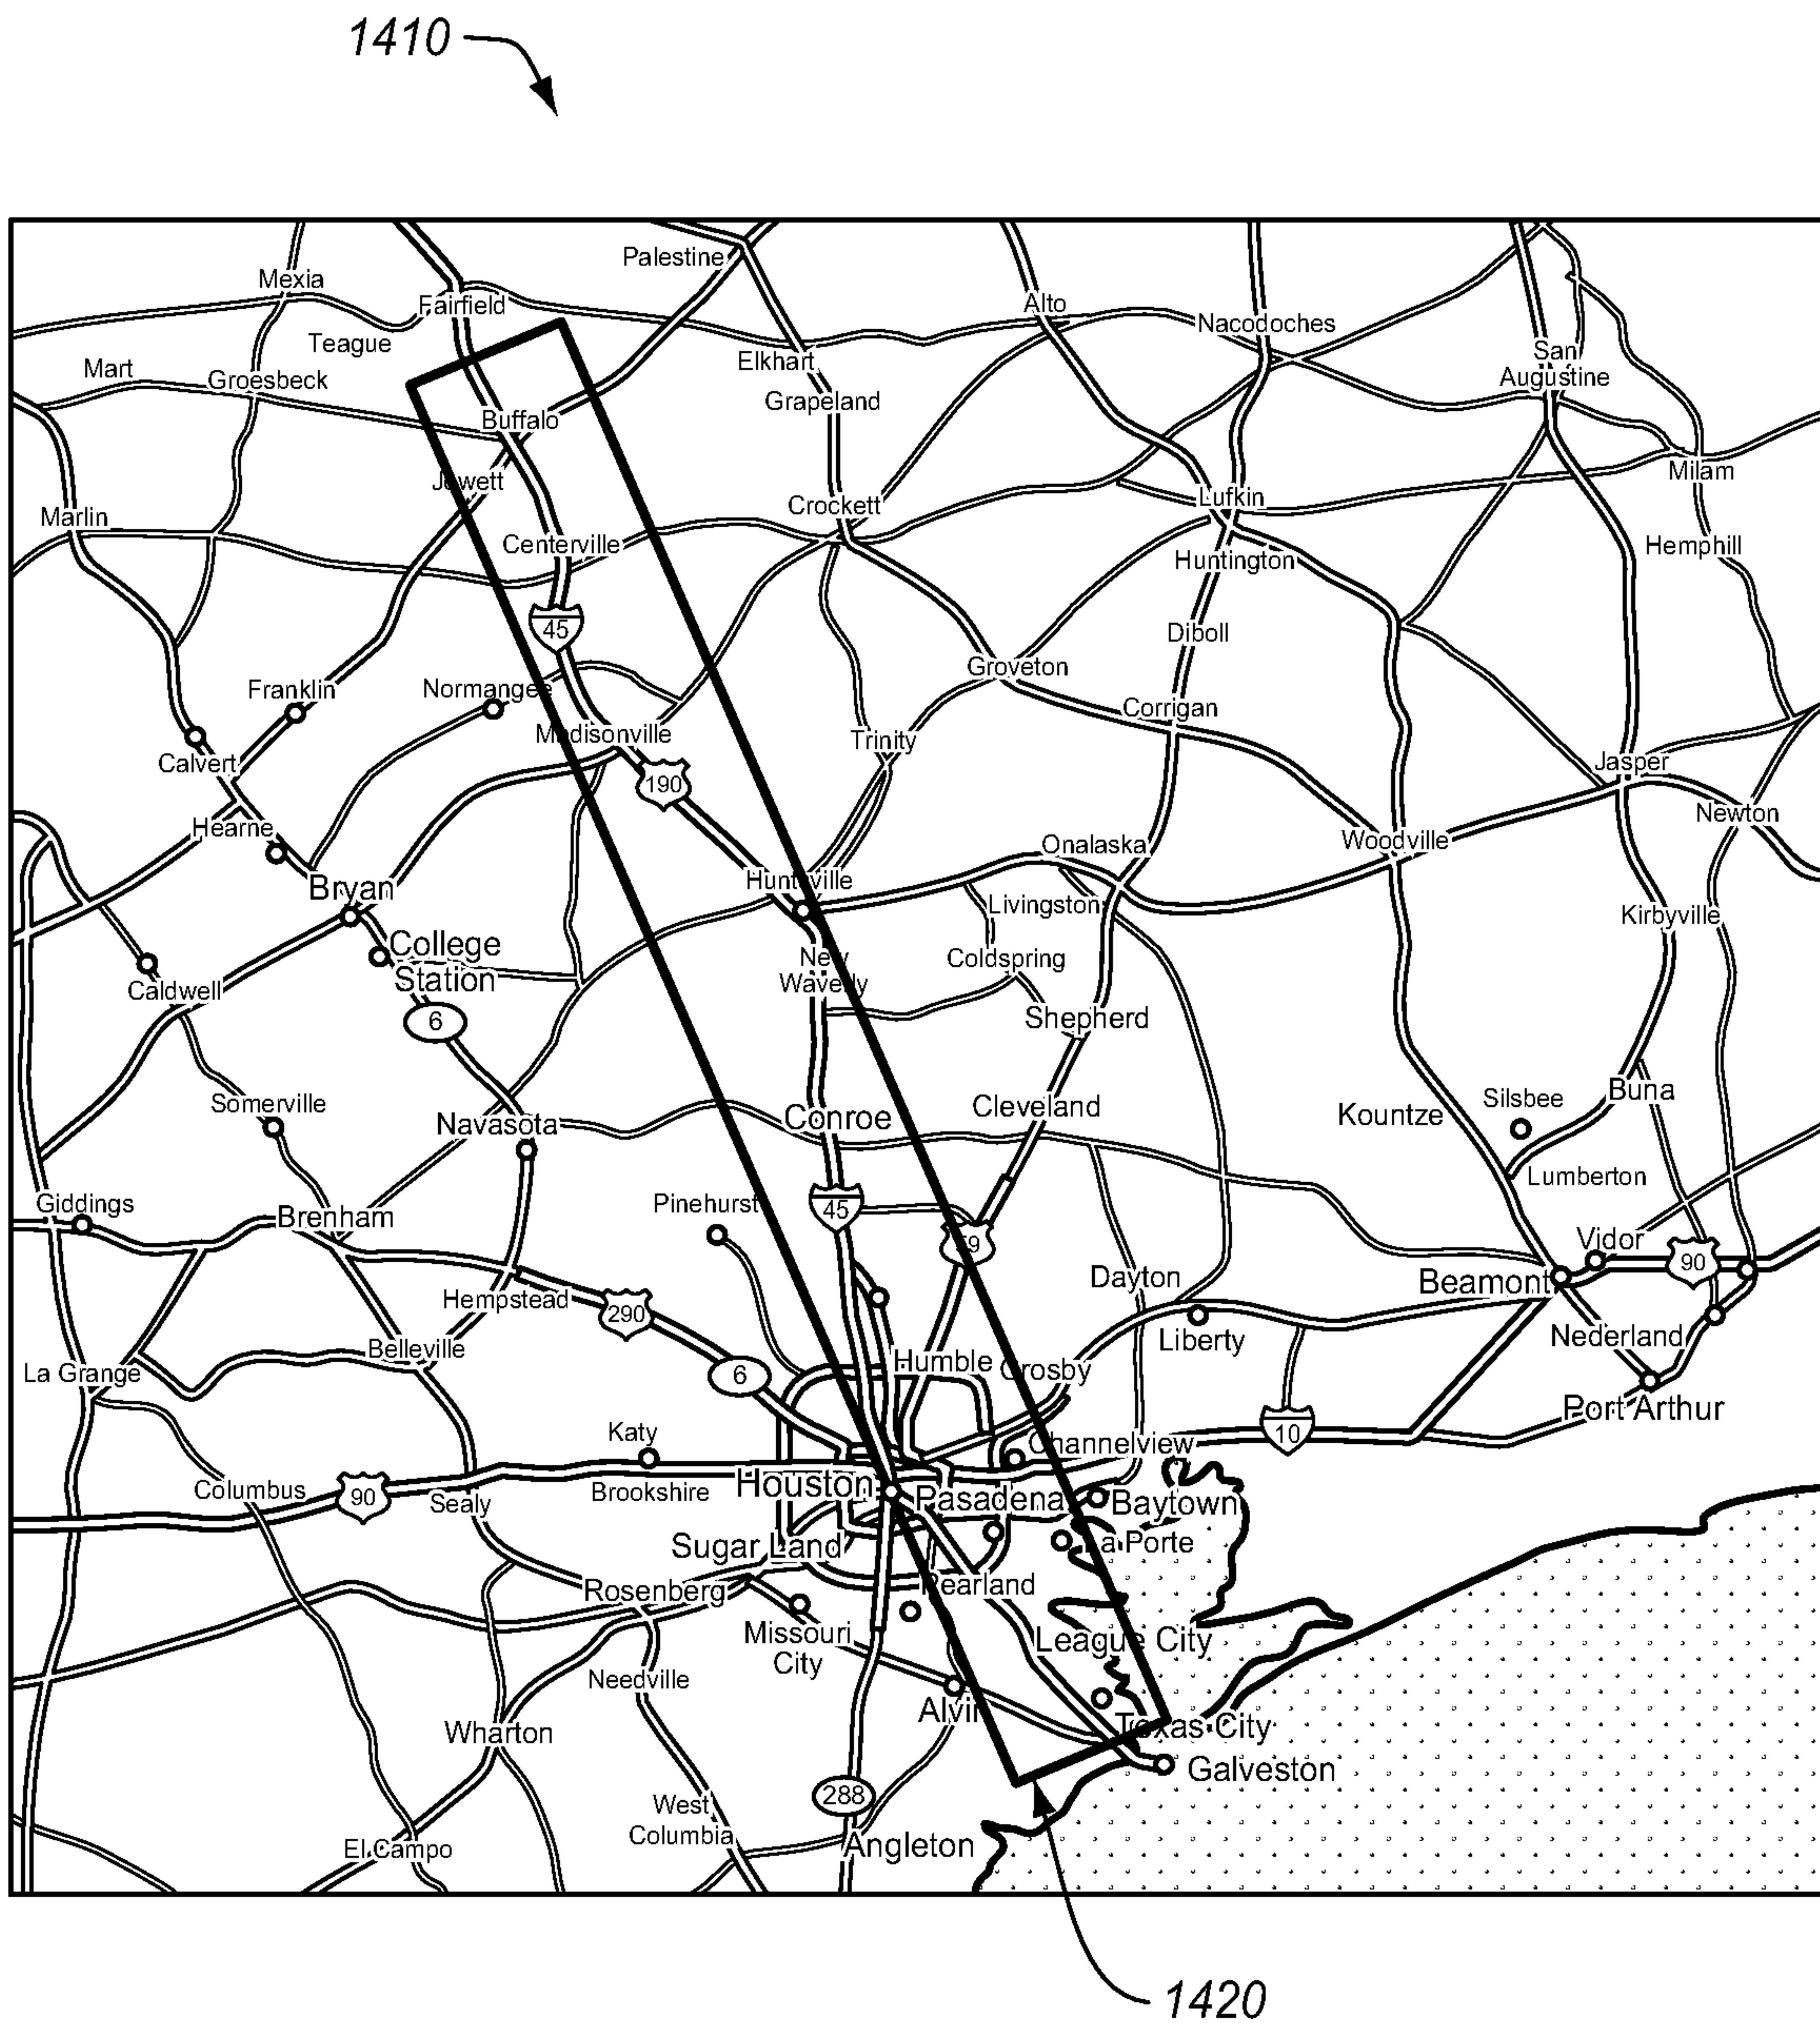 1410
Palestine
Mexia
Fairfield
Alto
Nacodoches
Teague
San
Augustine
Elkhart
Mart
Groesbeck
Grapeland
Buffalo
Milam
Jewett
Lufkin
Crockett
Marlin
Centerville
Hemphill
Huntington
45
Diboll
Groveton
Franklin
Normangee
Corrigan
Madisonville
Trinity
Calvert
Jasper
190
Newton
Hearne
Woodville
Onalaska
Bryan
Huntsville
Livingston
Kirbyville
College
Station
New
Waverly
Coldspring
Caldwell
6
Shepherd
Somerville
Navasota
Conroe
Cleveland
Kountze
Silsbee
Buna
Lumberton
Giddings
Brenham
Pinehurst
45
59
Vidor
90
Dayton
Beamont
Hempstead
290
Liberty
Nederland
Belleville
La Grange
6
Humble
Crosby
Port Arthur
10
Katy
Channelview
Columbus
90
Sealy
Brookshire
Houston
Pasadena
Baytown
Sugar Land
La Porte
Rosenberg
Pearland
Missouri
City
League City
Needville
Alvin
Wharton
Texas City
Galveston
288
West
Columbia
El Campo
Angleton
1420